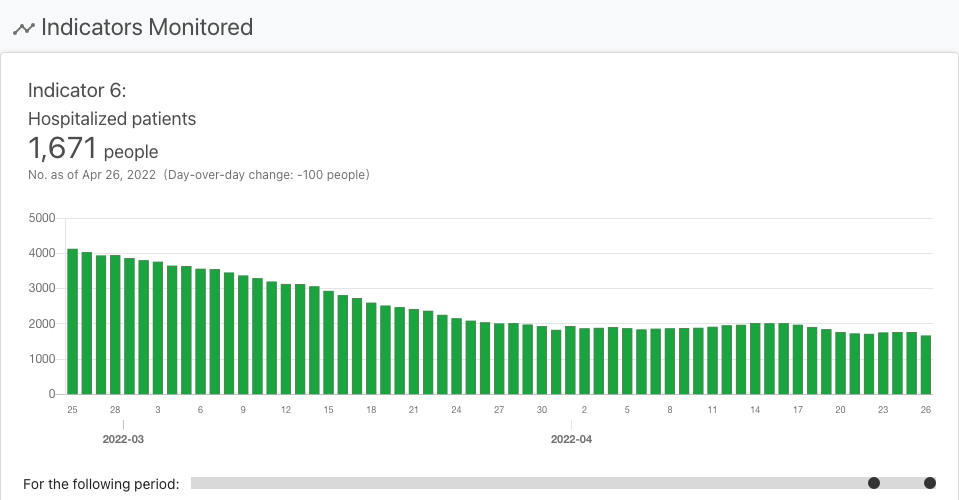 Indicators Monitored
Indicator 6:
Hospitalized patients
1,671 people
No. as of Apr 26, 2022 (Day-over-day change: -100 people)
5000
4000
3000
2000
1000
0
25 28 3 6 9 12 15 18 21 24 27 30 2 5 8 11 14 17 20 23 26
2022-03 2022-04
For the following period: